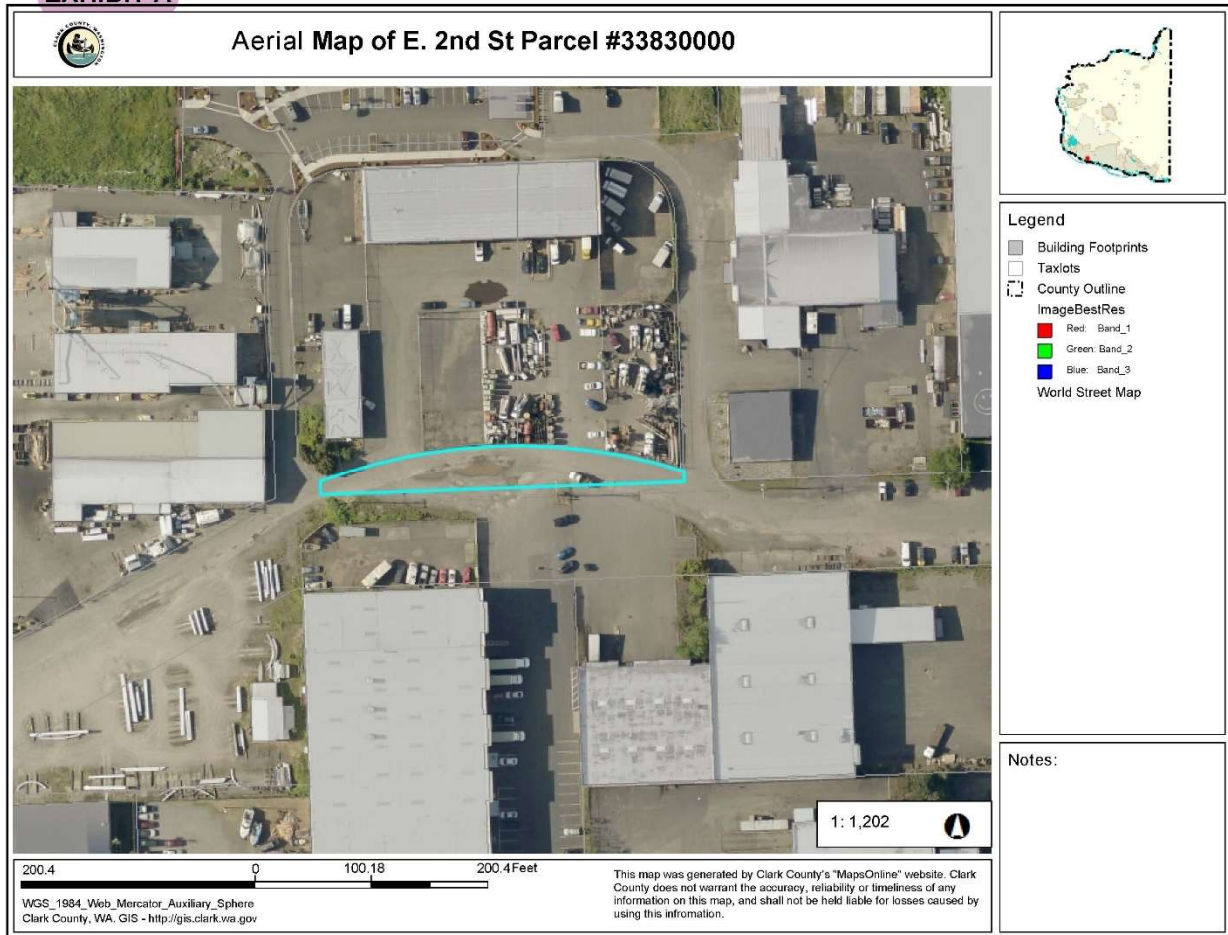 EXHIBIT A
CLARK COUNTY, WASHINGTON
Aerial Map of E. 2nd St Parcel #33830000
Legend
Building Footprints
Taxlots
County Outline
ImageBestRes
Red: Band_1
Green: Band_2
Blue: Band_3
World Street Map
Notes:
1: 1,202
200.4 0 100.18 200.4 Feet
WGS_1984_Web_Mercator_Auxiliary_Sphere
Clark County, WA. GIS - http://gis.clark.wa.gov
This map was generated by Clark County's "MapsOnline" website. Clark
County does not warrant the accuracy, reliability or timeliness of any
information on this map, and shall not be held liable for losses caused by
using this infromation.